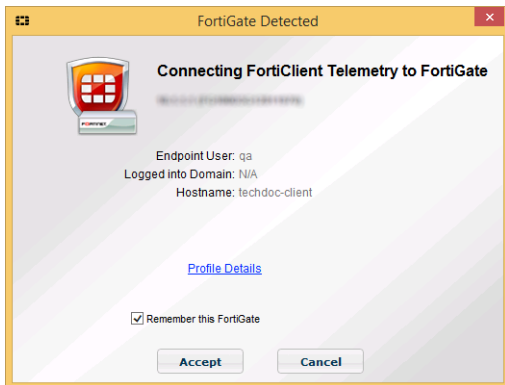 FortiGate Detected
Connecting FortiClient Telemetry to FortiGate
Endpoint User: qa
Logged into Domain: N/A
Hostname: techdoc-client
Profile Details
Remember this FortiGate
Accept Cancel